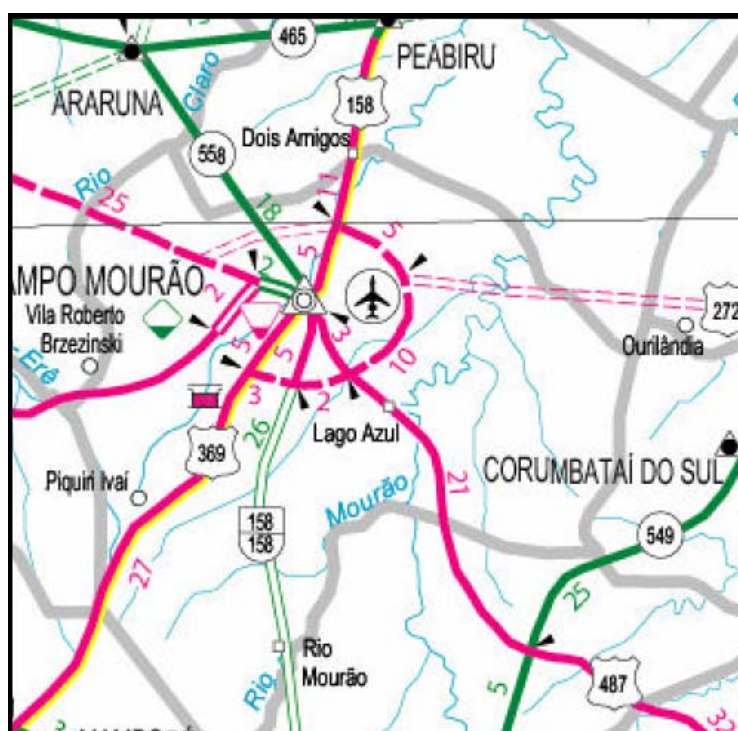 465
PEABIRU
ARARUNA
Claro
158
Dois Amigos
558
11
Rio
25
18
5
5
2
AMPO MOURÃO
2
272
Vila Roberto
Brzezinski
Ourilândia
5
5
3
10
Erê
3
2
Lago Azul
26
369
21
CORUMBATAÍ DO SUL
Piquiri Ivaí
Mourão
158
158
549
27
25
Rio
Mourão
Rio
5
487
32